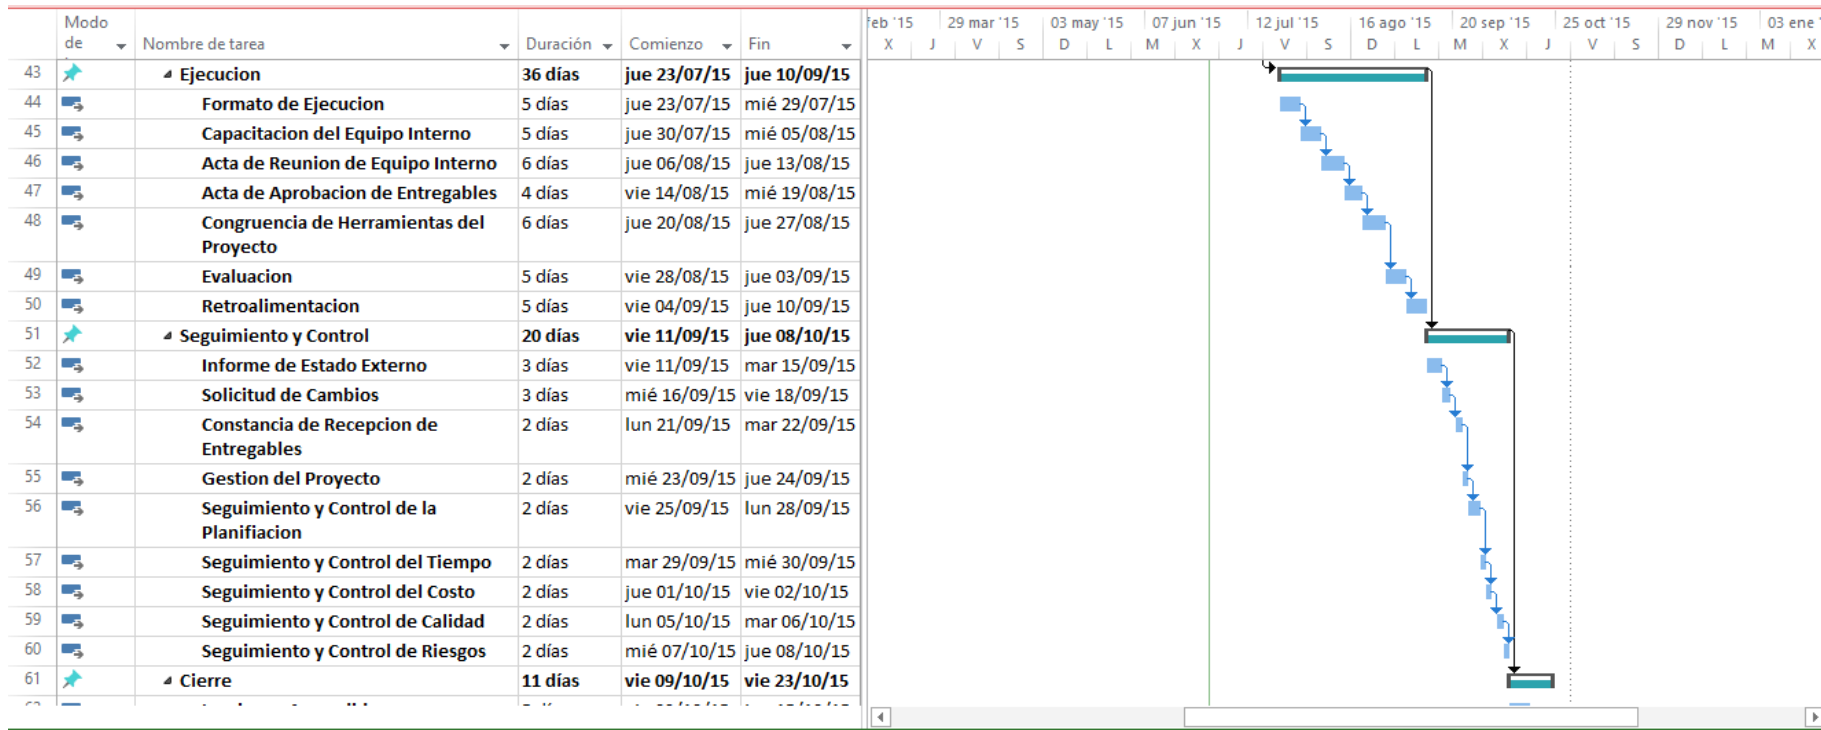 Modo de
Nombre de tarea
Duración
Comienzo
Fin
feb '15 29 mar '15 03 may '15 07 jun '15 12 jul '15 16 ago '15 20 sep '15 25 oct '15 29 nov '15 03 ene '
X J V S D L M X J V S D L M X J V S D L M X
43 Ejecucion 36 días jue 23/07/15 jue 10/09/15
44 Formato de Ejecucion 5 días jue 23/07/15 mié 29/07/15
45 Capacitacion del Equipo Interno 5 días jue 30/07/15 mié 05/08/15
46 Acta de Reunion de Equipo Interno 6 días jue 06/08/15 jue 13/08/15
47 Acta de Aprobacion de Entregables 4 días vie 14/08/15 mié 19/08/15
48 Congruencia de Herramientas del 6 días jue 20/08/15 jue 27/08/15
Proyecto
49 Evaluacion 5 días vie 28/08/15 jue 03/09/15
50 Retroalimentacion 5 días vie 04/09/15 jue 10/09/15
51 Seguimiento y Control 20 días vie 11/09/15 jue 08/10/15
52 Informe de Estado Externo 3 días vie 11/09/15 mar 15/09/15
53 Solicitud de Cambios 3 días mié 16/09/15 vie 18/09/15
54 Constancia de Recepcion de 2 días lun 21/09/15 mar 22/09/15
Entregables
55 Gestion del Proyecto 2 días mié 23/09/15 jue 24/09/15
56 Seguimiento y Control de la 2 días vie 25/09/15 lun 28/09/15
Planifiacion
57 Seguimiento y Control del Tiempo 2 días mar 29/09/15 mié 30/09/15
58 Seguimiento y Control del Costo 2 días jue 01/10/15 vie 02/10/15
59 Seguimiento y Control de Calidad 2 días lun 05/10/15 mar 06/10/15
60 Seguimiento y Control de Riesgos 2 días mié 07/10/15 jue 08/10/15
61 Cierre 11 días vie 09/10/15 vie 23/10/15